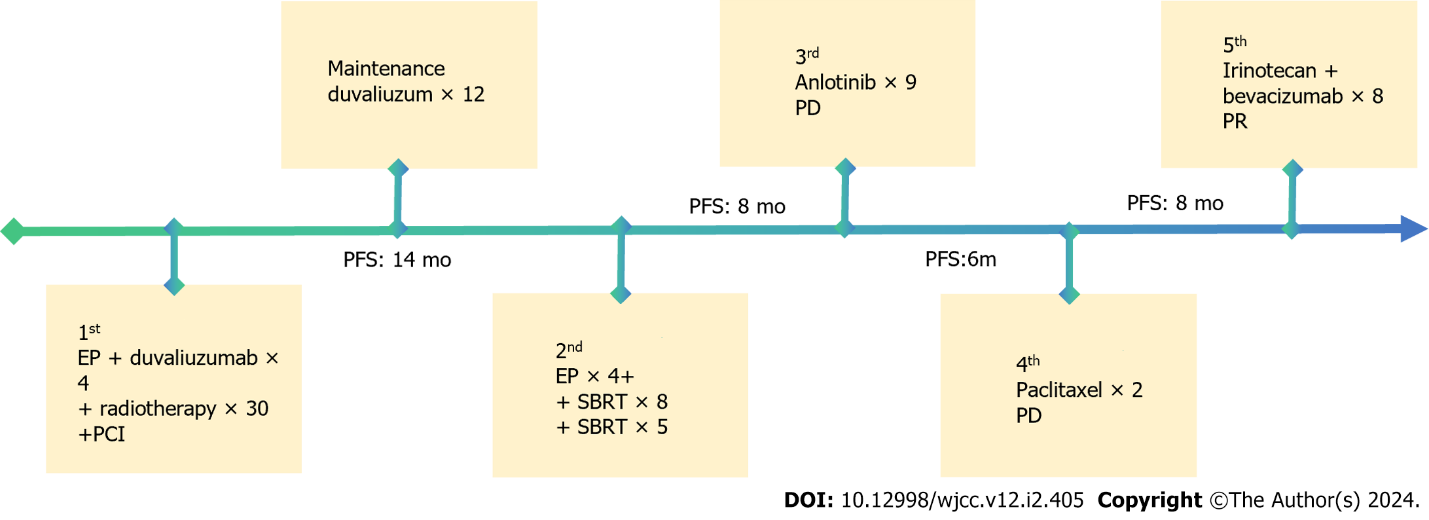 Maintenance
duvaliuzum × 12
3rd
Anlotinib × 9
PD
5th
Irinotecan +
bevacizumab × 8
PR
PFS: 14 mo
PFS: 8 mo
PFS:6m
PFS: 8 mo
1st
EP + duvaliuzumab ×
4
+ radiotherapy × 30
+PCI
2nd
EP × 4+
+ SBRT × 8
+ SBRT × 5
4th
Paclitaxel × 2
PD
DOI: 10.12998/wjcc.v12.i2.405 Copyright ©The Author(s) 2024.